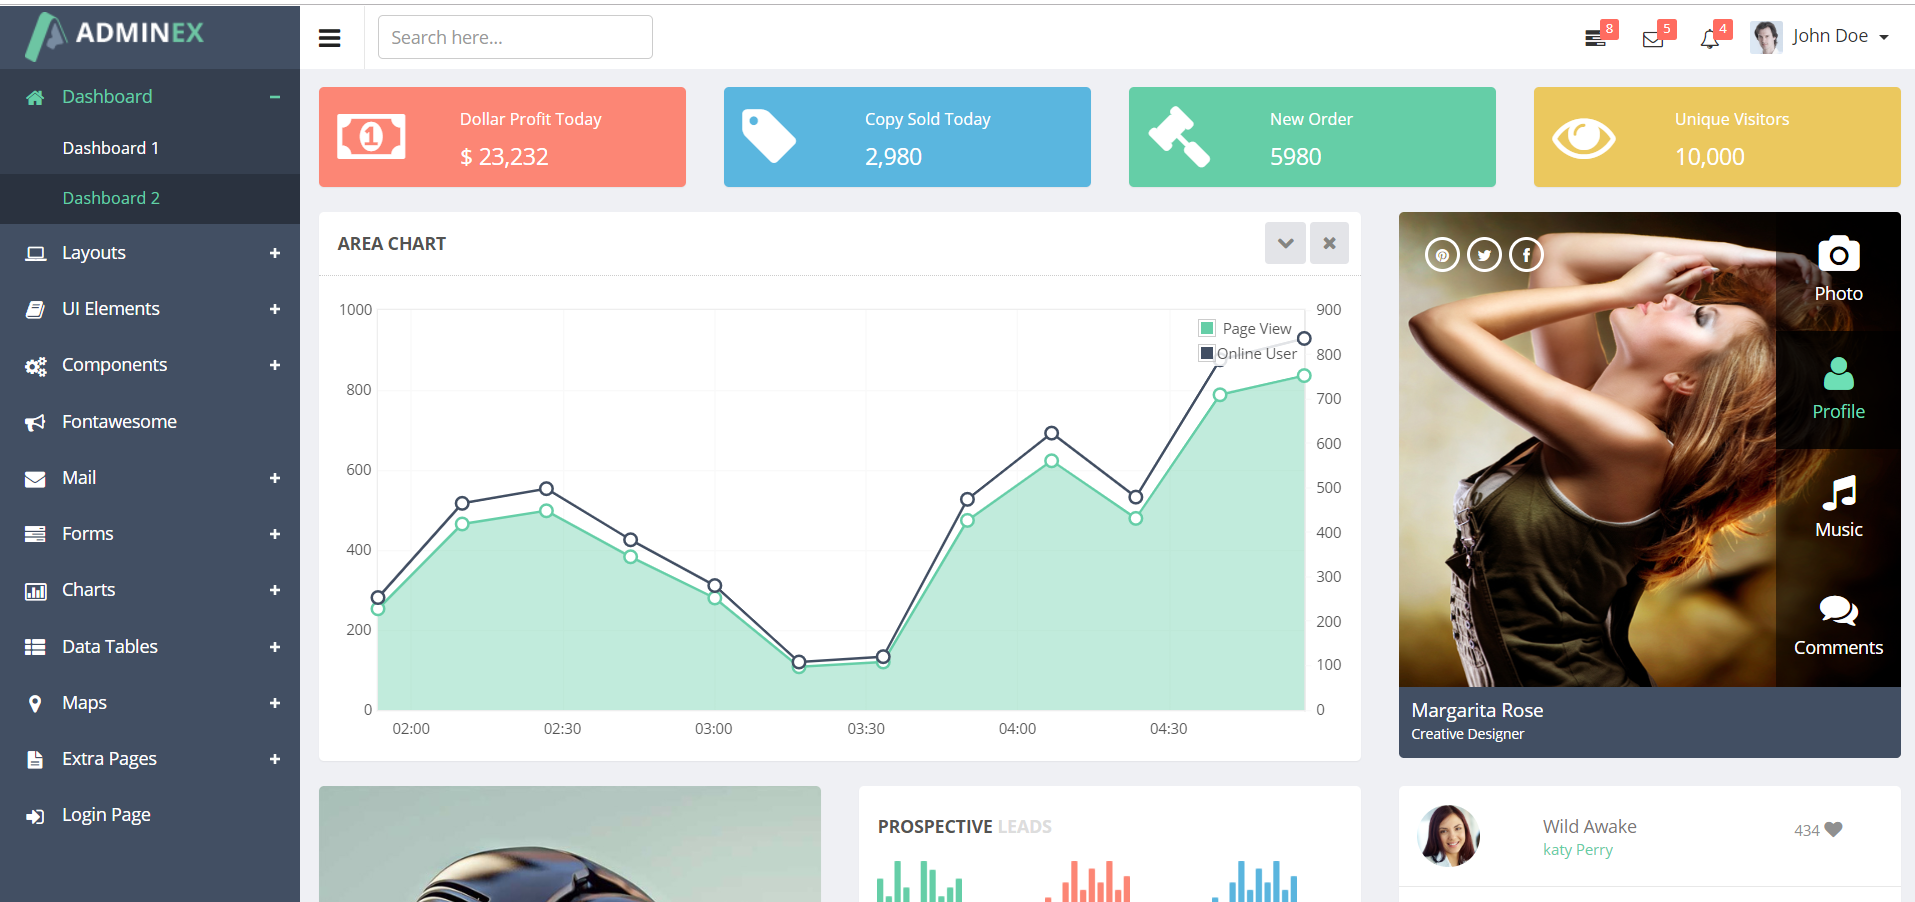 ADMINEX
Search here...
8
5
4
John Doe
Dashboard
Dashboard 1
Dashboard 2
Layouts
UI Elements
Components
Fontawesome
Mail
Forms
Charts
Data Tables
Maps
Extra Pages
Login Page
1
Dollar Profit Today
$ 23,232
Copy Sold Today
2,980
New Order
5980
Unique Visitors
10,000
AREA CHART
1000
800
600
400
200
0
Page View
Online User
900
800
700
600
500
400
300
200
100
0
02:00
02:30
03:00
03:30
04:00
04:30
Photo
Profile
Music
Comments
Margarita Rose
Creative Designer
PROSPECTIVE LEADS
Wild Awake
katy Perry
434